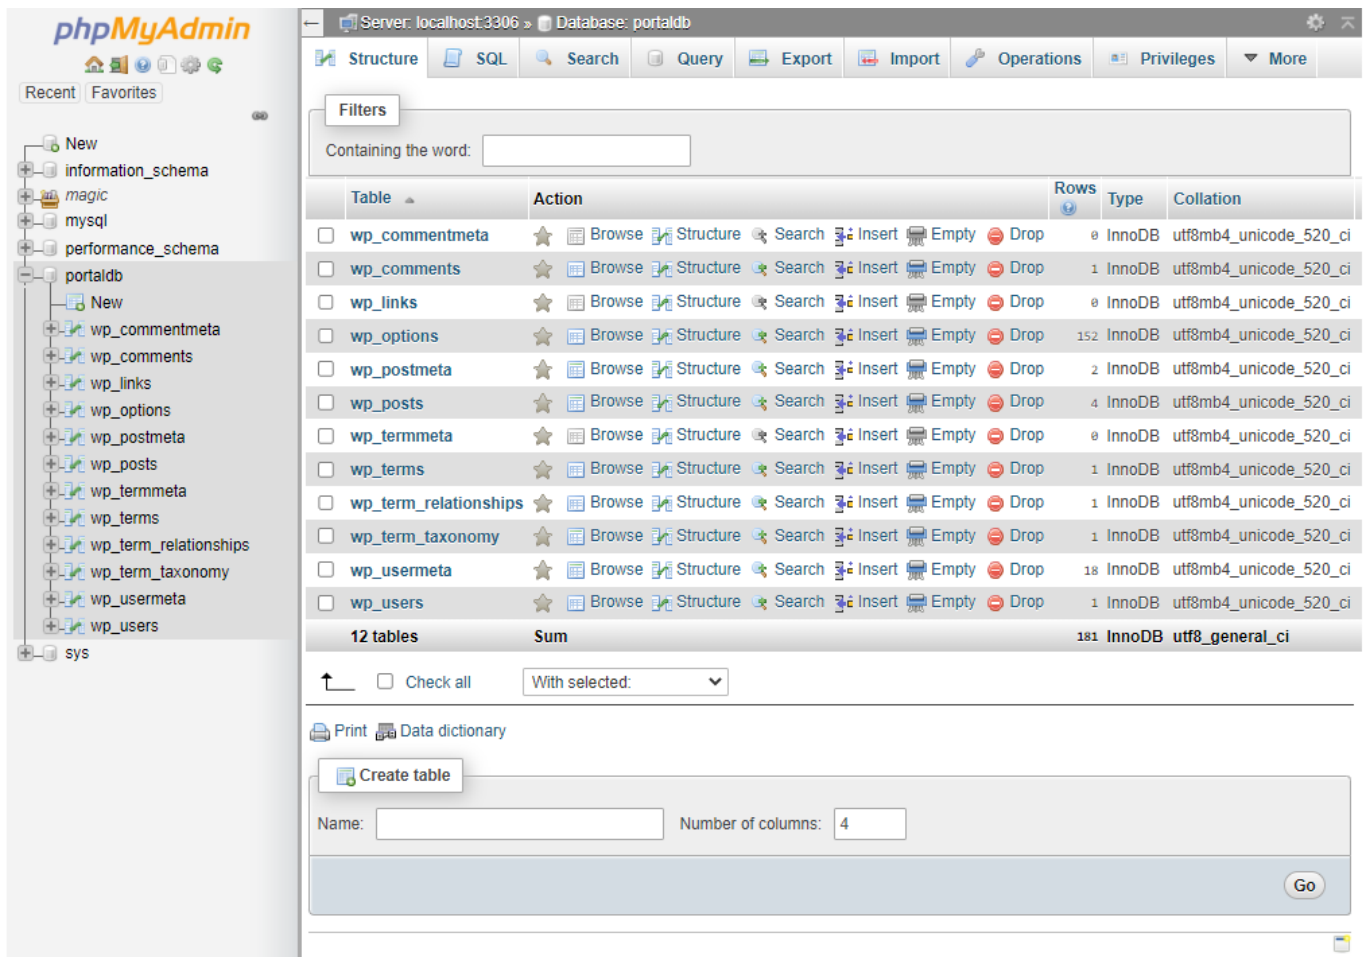 phpMyAdmin
Recent Favorites
New
information_schema
magic
mysql
performance_schema
portaldb
New
wp_commentmeta
wp_comments
wp_links
wp_options
wp_postmeta
wp_posts
wp_termmeta
wp_terms
wp_term_relationships
wp_term_taxonomy
wp_usermeta
wp_users
sys
Server: localhost:3306 » Database: portaldb
Structure SQL Search Query Export Import Operations Privileges More
Filters
Containing the word:
Table Action Rows Type Collation
wp_commentmeta Browse Structure Search Insert Empty Drop 0 InnoDB utf8mb4_unicode_520_ci
wp_comments Browse Structure Search Insert Empty Drop 1 InnoDB utf8mb4_unicode_520_ci
wp_links Browse Structure Search Insert Empty Drop 0 InnoDB utf8mb4_unicode_520_ci
wp_options Browse Structure Search Insert Empty Drop 152 InnoDB utf8mb4_unicode_520_ci
wp_postmeta Browse Structure Search Insert Empty Drop 2 InnoDB utf8mb4_unicode_520_ci
wp_posts Browse Structure Search Insert Empty Drop 4 InnoDB utf8mb4_unicode_520_ci
wp_termmeta Browse Structure Search Insert Empty Drop 0 InnoDB utf8mb4_unicode_520_ci
wp_terms Browse Structure Search Insert Empty Drop 1 InnoDB utf8mb4_unicode_520_ci
wp_term_relationships Browse Structure Search Insert Empty Drop 1 InnoDB utf8mb4_unicode_520_ci
wp_term_taxonomy Browse Structure Search Insert Empty Drop 1 InnoDB utf8mb4_unicode_520_ci
wp_usermeta Browse Structure Search Insert Empty Drop 18 InnoDB utf8mb4_unicode_520_ci
wp_users Browse Structure Search Insert Empty Drop 1 InnoDB utf8mb4_unicode_520_ci
12 tables Sum 181 InnoDB utf8_general_ci
Check all With selected:
Print Data dictionary
Create table
Name: Number of columns: 4
Go